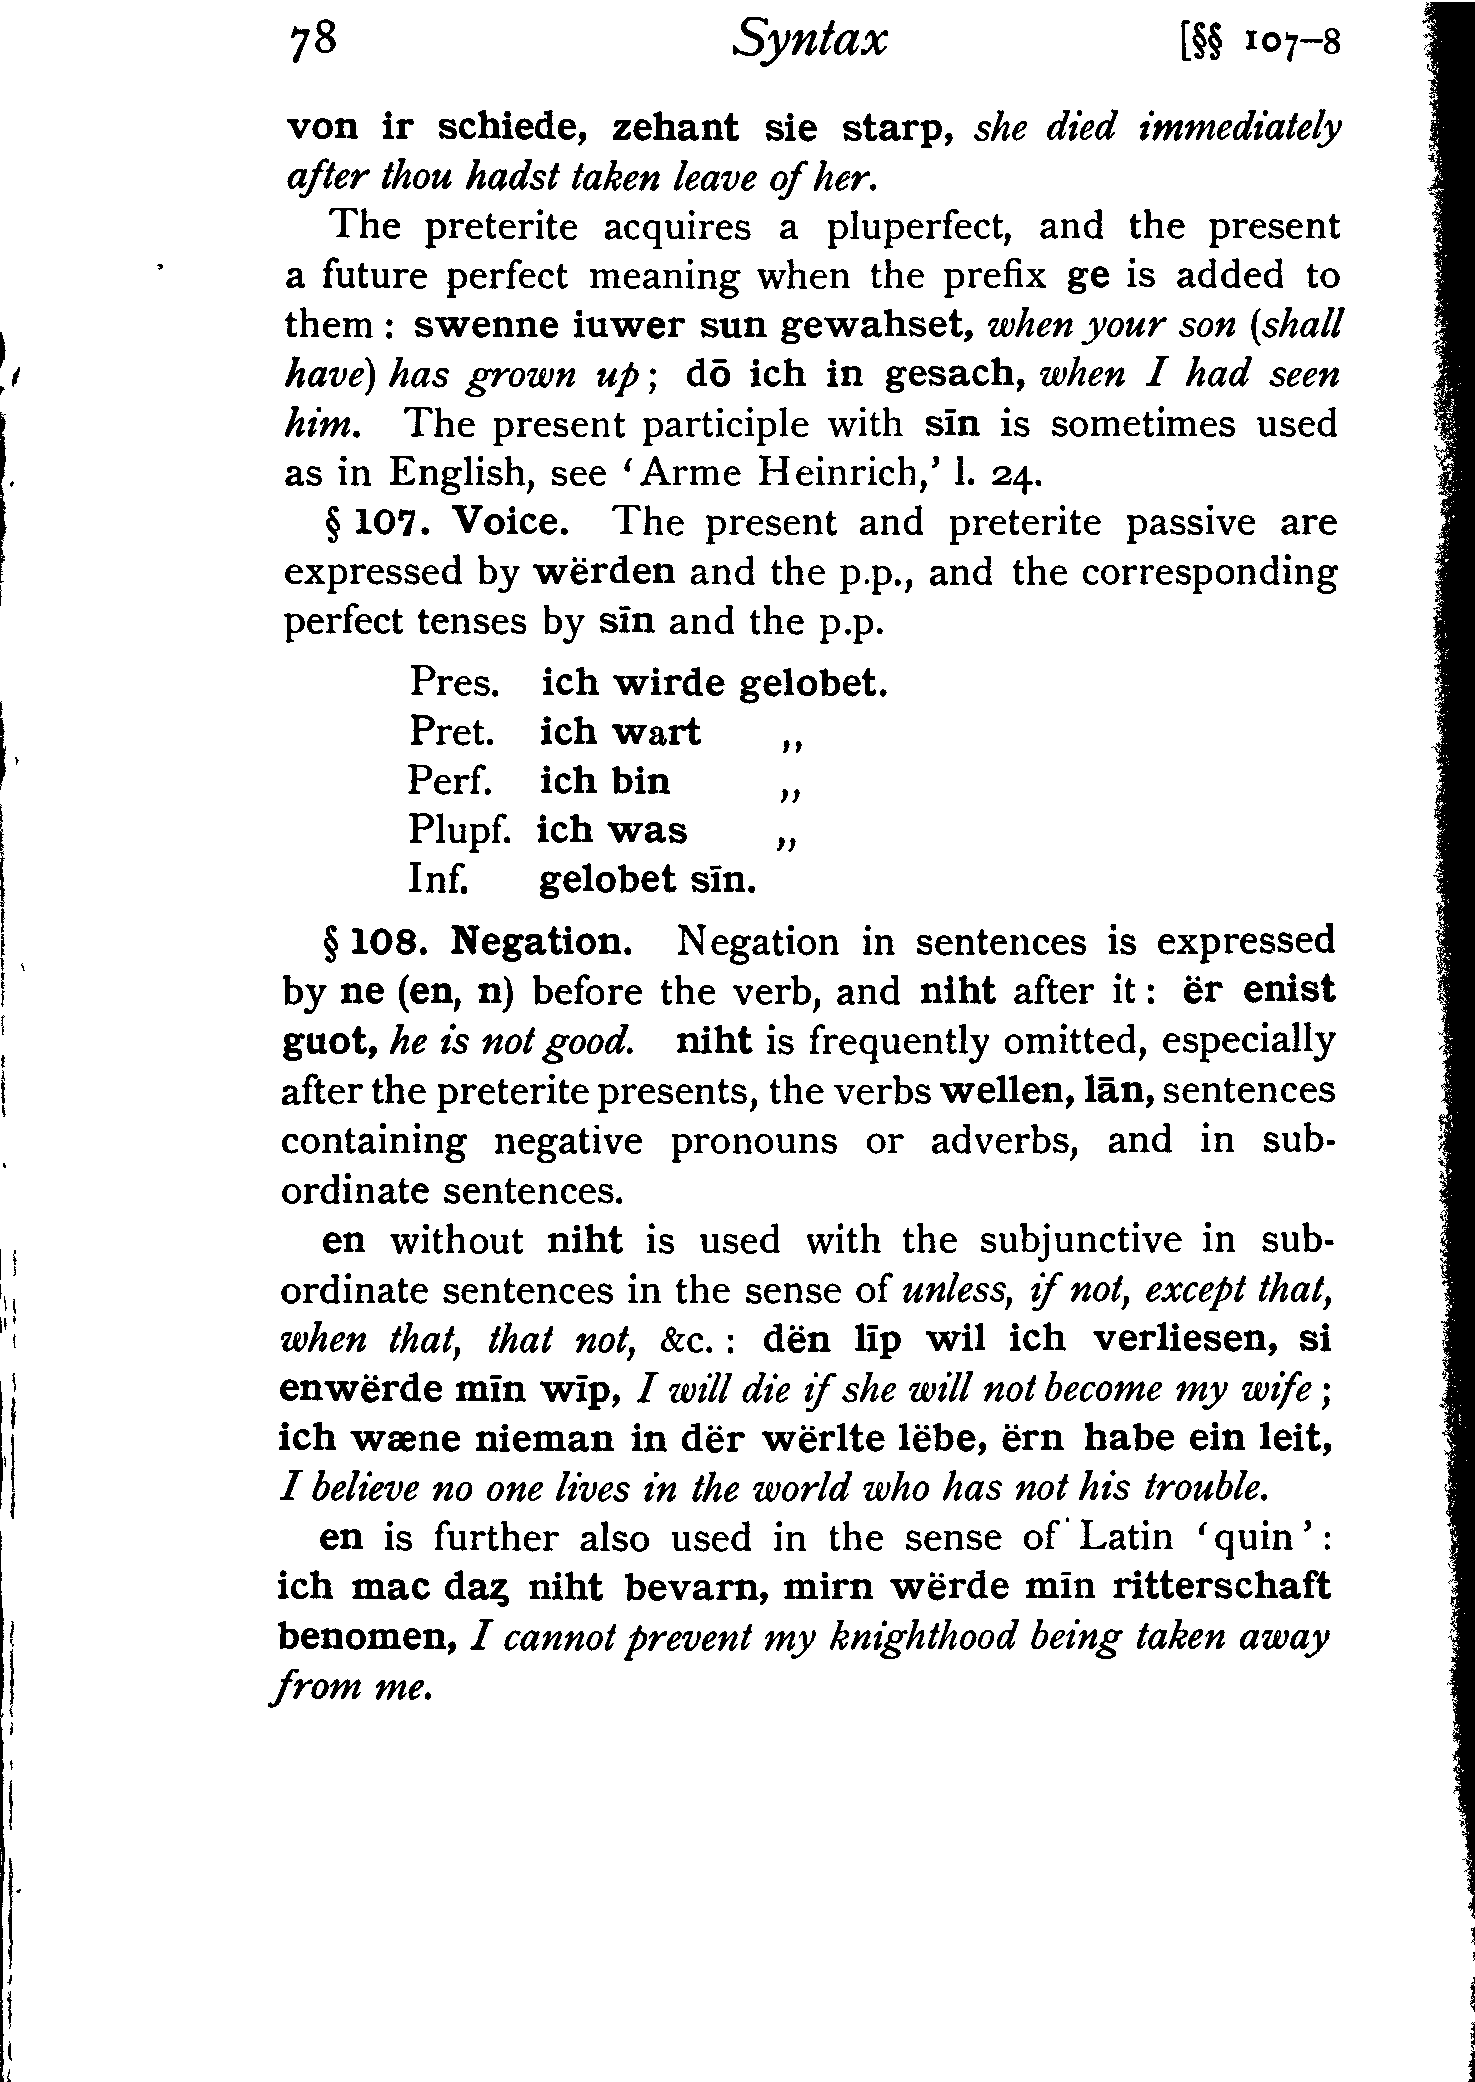 78 Syntax [§§ 107–8
von ir schiede, zehant sie starp, she died immediately
after thou hadst taken leave of her.
The preterite acquires a pluperfect, and the present
a future perfect meaning when the prefix ge is added to
them : swenne iuwer sun gewahset, when your son (shall
have) has grown up ; dō ich in gesach, when I had seen
him. The present participle with sīn is sometimes used
as in English, see ‘Arme Heinrich,’ l. 24.
§ 107. Voice. The present and preterite passive are
expressed by wërden and the p.p., and the corresponding
perfect tenses by sīn and the p.p.
Pres. ich wirde gelobet.
Pret. ich wart ,,
Perf. ich bin ,,
Plupf. ich was ,,
Inf. gelobet sīn.
§ 108. Negation. Negation in sentences is expressed
by ne (en, n) before the verb, and niht after it : ër enist
guot, he is not good. niht is frequently omitted, especially
after the preterite presents, the verbs wellen, lān, sentences
containing negative pronouns or adverbs, and in sub-
ordinate sentences.
en without niht is used with the subjunctive in sub-
ordinate sentences in the sense of unless, if not, except that,
when that, that not, &c. : dën līp wil ich verliesen, si
enwërde mīn wīp, I will die if she will not become my wife ;
ich wæne nieman in dër wërlte lëbe, ërn habe ein leit,
I believe no one lives in the world who has not his trouble.
en is further also used in the sense of Latin ‘quin’ :
ich mac daȥ niht bevarn, mirn wërde mīn ritterschaft
benomen, I cannot prevent my knighthood being taken away
from me.